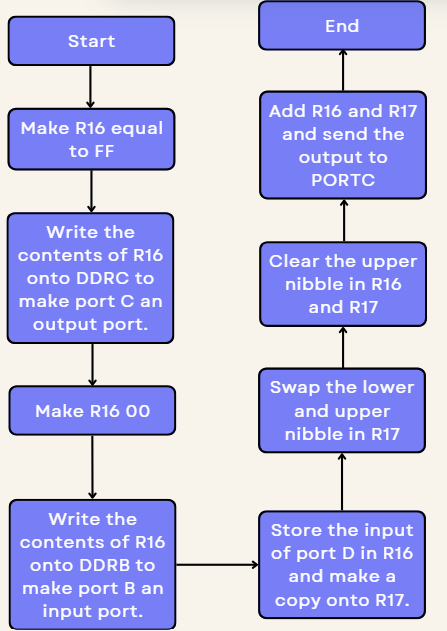 Start
Make R16 equal
to FF
Write the
contents of R16
onto DDRC to
make port C an
output port.
Make R16 00
Write the
contents of R16
onto DDRB to
make port B an
input port.
Store the input
of port D in R16
and make a
copy onto R17.
Swap the lower
and upper
nibble in R17
Clear the upper
nibble in R16
and R17
Add R16 and R17
and send the
output to
PORTC
End